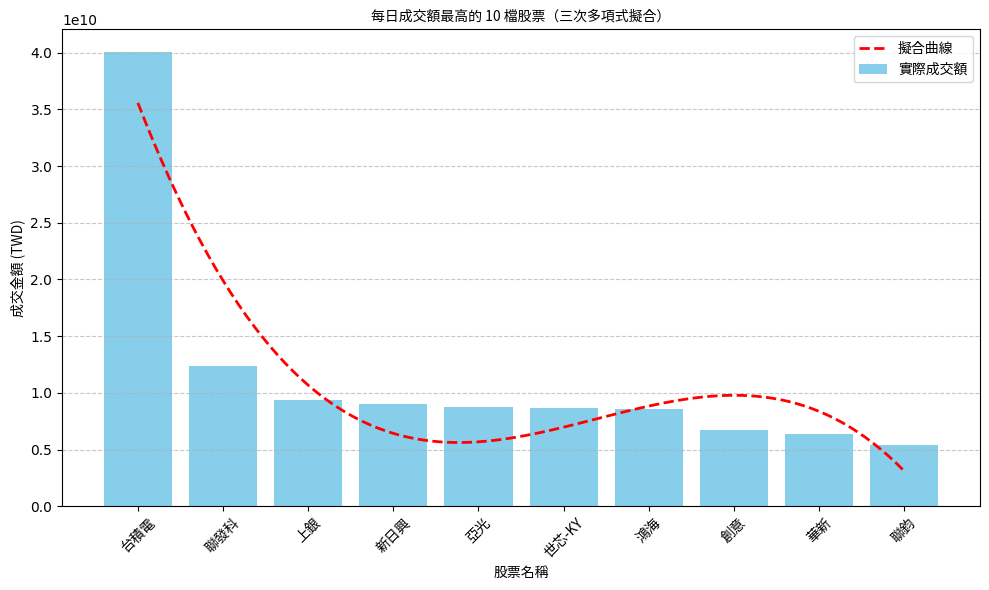 每日成交額最高的 10 檔股票（三次多項式擬合）
1e10
擬合曲線
實際成交額
4.0
3.5
3.0
2.5
2.0
1.5
1.0
0.5
0.0
成交金額 (TWD)
台積電
聯發科
上銀
新日興
亞光
世芯-KY
鴻海
創意
華新
聯鈞
股票名稱